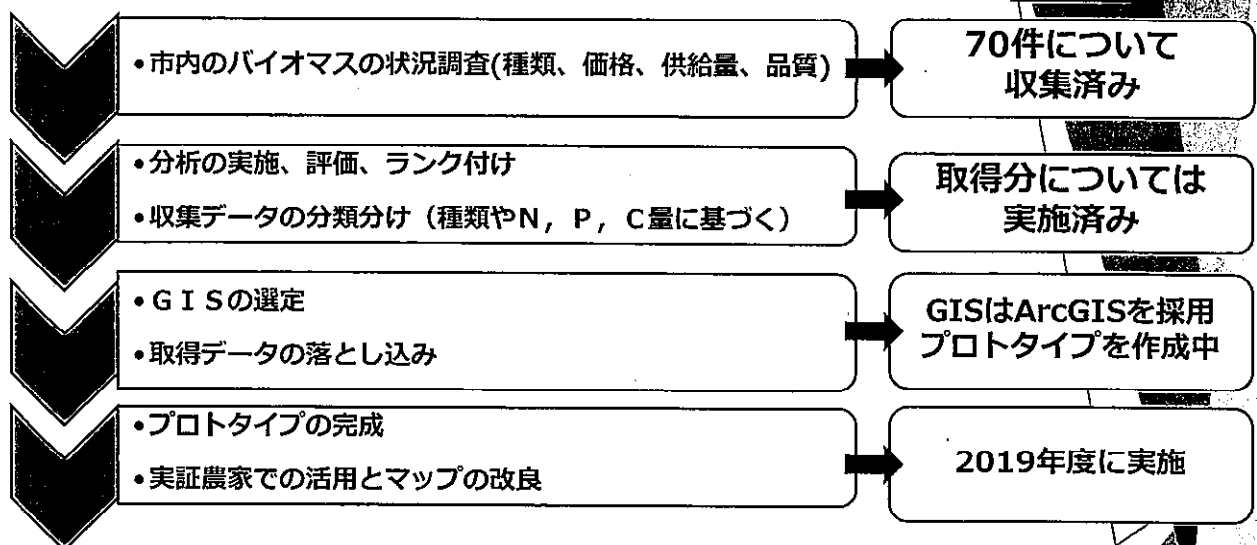 •市内のバイオマスの状況調査(種類、価格、供給量、品質)
70件について
収集済み
•分析の実施、評価、ランク付け
•収集データの分類分け（種類やN，P，C量に基づく）
取得分については
実施済み
•ＧＩＳの選定
•取得データの落とし込み
GISはArcGISを採用
プロトタイプを作成中
•プロトタイプの完成
•実証農家での活用とマップの改良
2019年度に実施